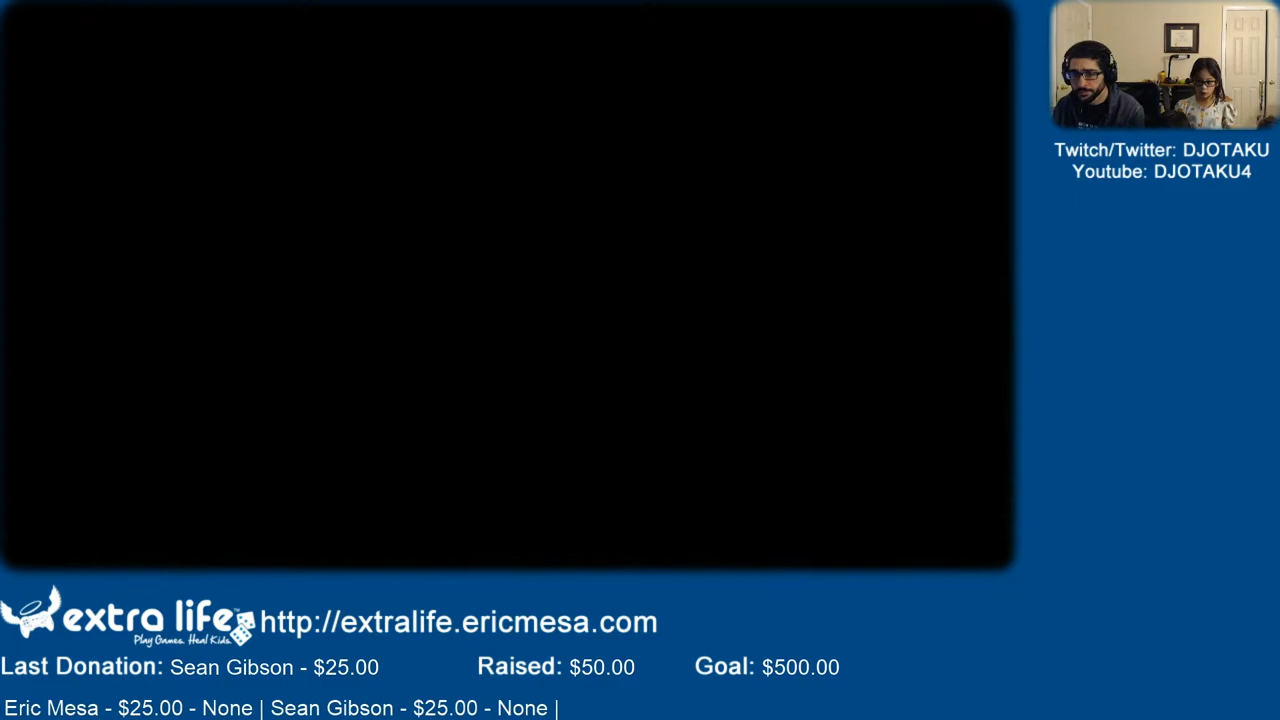 Twitch/Twitter: DJOTAKU
Youtube: DJOTAKU4
extra life
Play Games. Heal Kids.
http://extralife.ericmesa.com
Last Donation: Sean Gibson - $25.00 Raised: $50.00 Goal: $500.00
Eric Mesa - $25.00 - None | Sean Gibson - $25.00 - None |